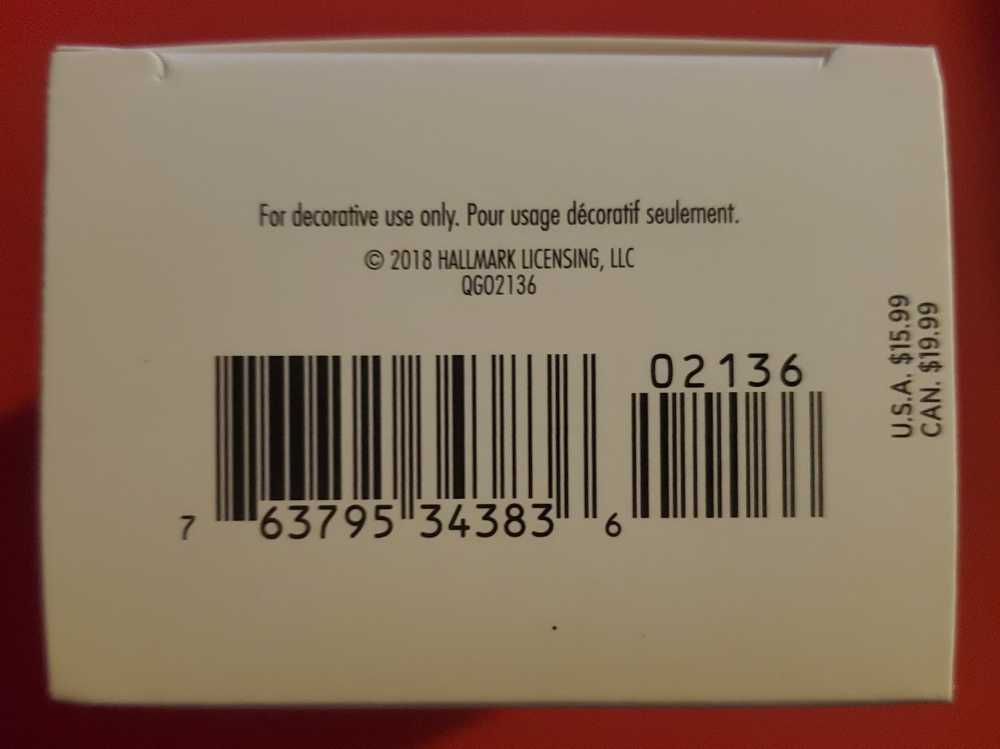 For decorative use only. Pour usage décoratif seulement.
© 2018 HALLMARK LICENSING, LLC
QGO2136
02136
7 63795 34383 6
U.S.A. $15.99
CAN. $19.99